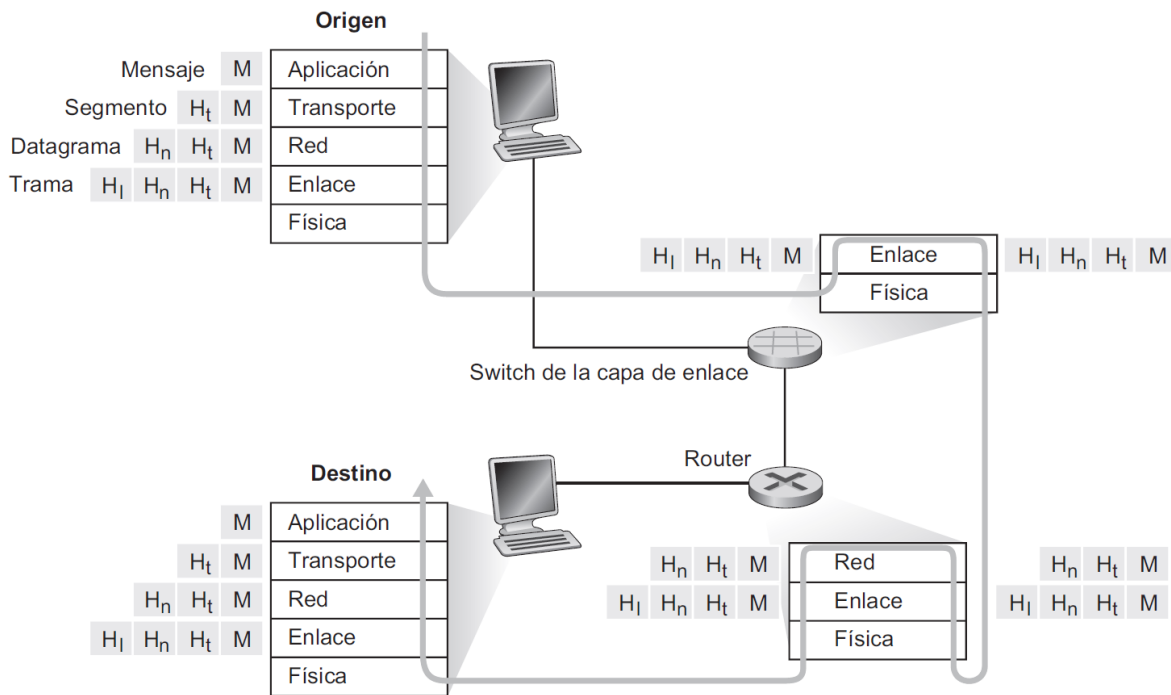 Origen
Mensaje M Aplicación
Segmento Ht M Transporte
Datagrama Hn Ht M Red
Trama Hl Hn Ht M Enlace
Física
Hl Hn Ht M Enlace Hl Hn Ht M
Física
Switch de la capa de enlace
Router
Destino
M Aplicación
Ht M Transporte
Hn Ht M Red
Hl Hn Ht M Enlace
Física
Hn Ht M Red Hn Ht M
Hl Hn Ht M Enlace Hl Hn Ht M
Física